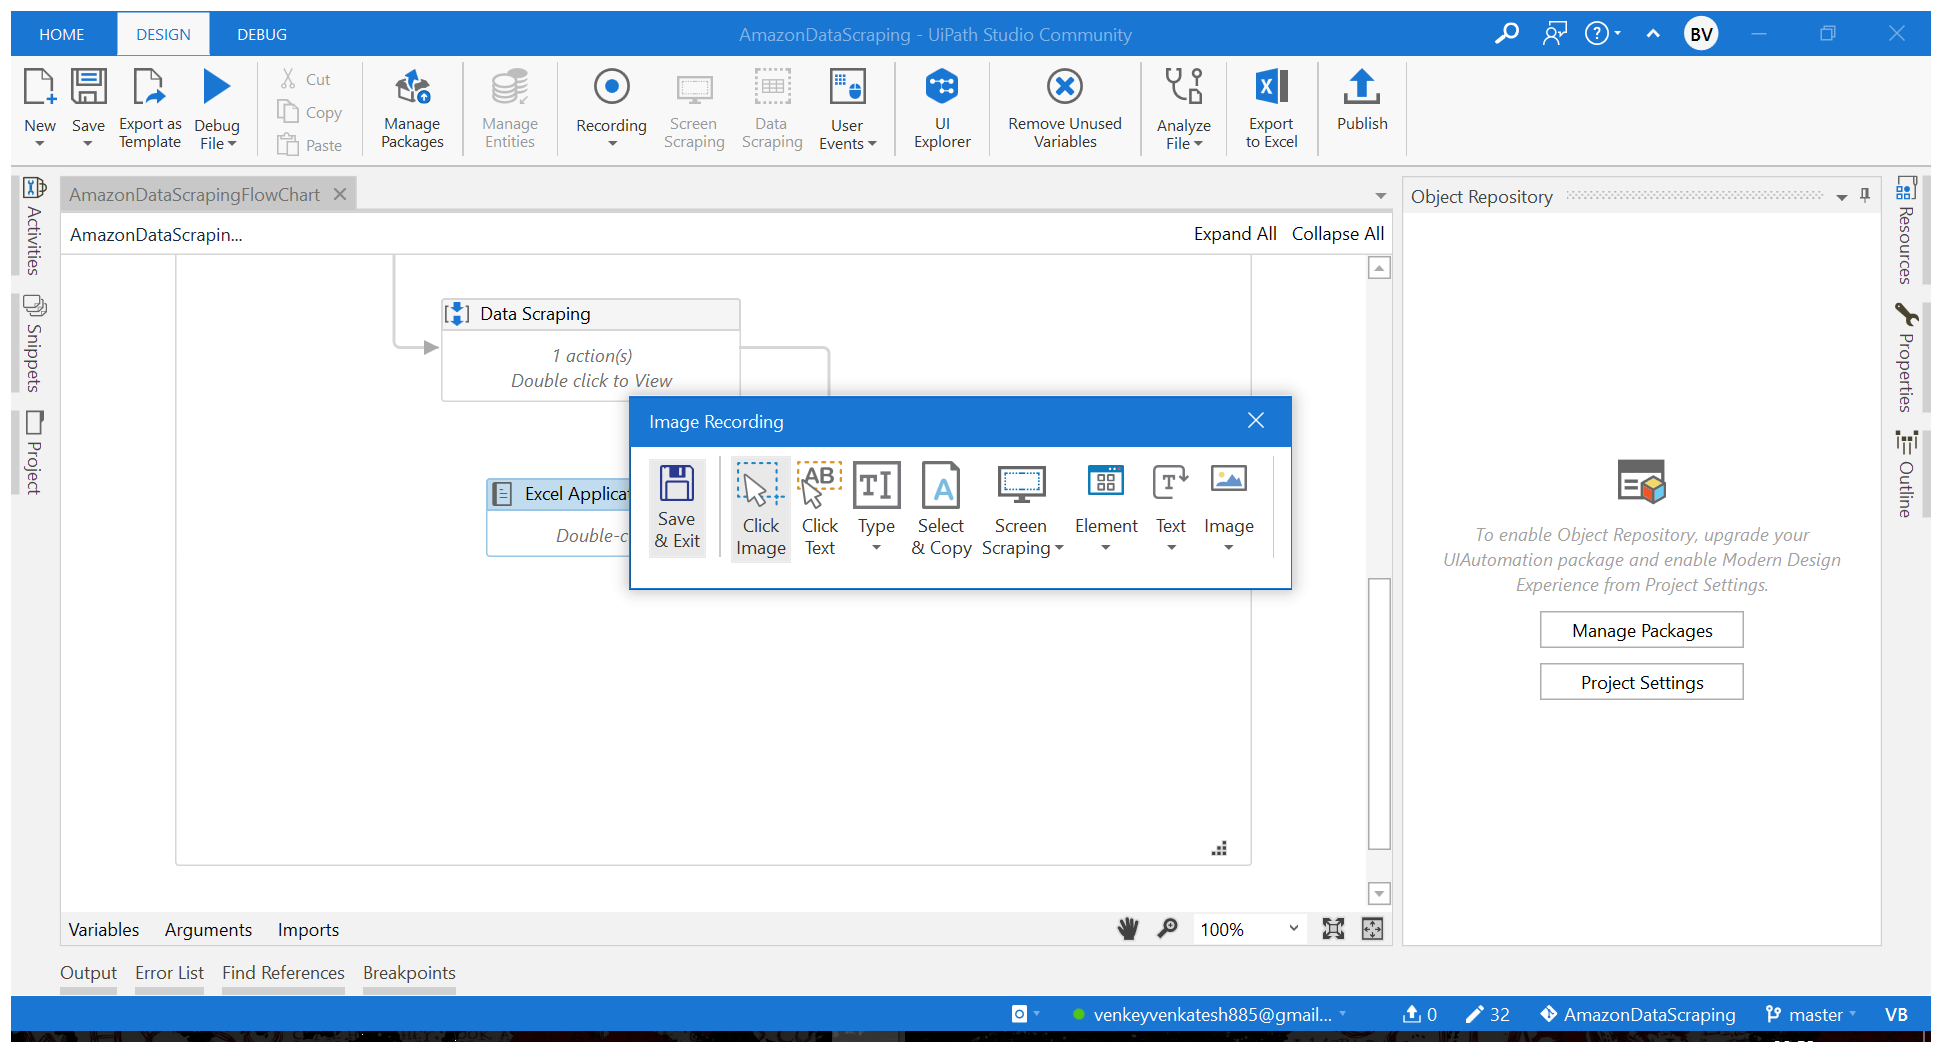 HOME DESIGN DEBUG
AmazonDataScraping - UiPath Studio Community
BV
New
Save
Export as
Template
Debug
File
Cut
Copy
Paste
Manage
Packages
Manage
Entities
Recording
Screen
Scraping
Data
Scraping
User
Events
UI
Explorer
Remove Unused
Variables
Analyze
File
Export
to Excel
Publish
Activities
Snippets
Project
AmazonDataScrapingFlowChart
AmazonDataScrapin...
Expand All Collapse All
Data Scraping
1 action(s)
Double click to View
Excel Applica
Double-c
Image Recording
Save
& Exit
Click
Image
AB
Click
Text
TI
Type
A
Select
& Copy
Screen
Scraping
Element
T
Text
Image
Object Repository
To enable Object Repository, upgrade your
UIAutomation package and enable Modern Design
Experience from Project Settings.
Manage Packages
Project Settings
Resources
Properties
Outline
Variables Arguments Imports
100%
Output Error List Find References Breakpoints
venkeyvenkatesh885@gmail...
0
32
AmazonDataScraping
master
VB